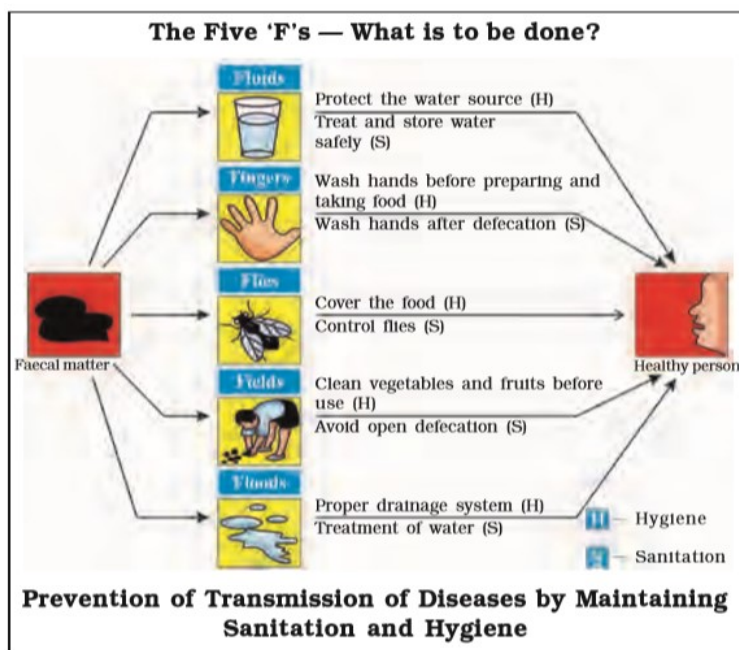 The Five ‘F’s — What is to be done?
Fluids
Protect the water source (H)
Treat and store water
safely (S)
Fingers
Wash hands before preparing and
taking food (H)
Wash hands after defecation (S)
Flies
Cover the food (H)
Control flies (S)
Faecal matter
Healthy person
Fields
Clean vegetables and fruits before
use (H)
Avoid open defecation (S)
Floods
Proper drainage system (H)
Treatment of water (S)
H — Hygiene
S — Sanitation
Prevention of Transmission of Diseases by Maintaining
Sanitation and Hygiene